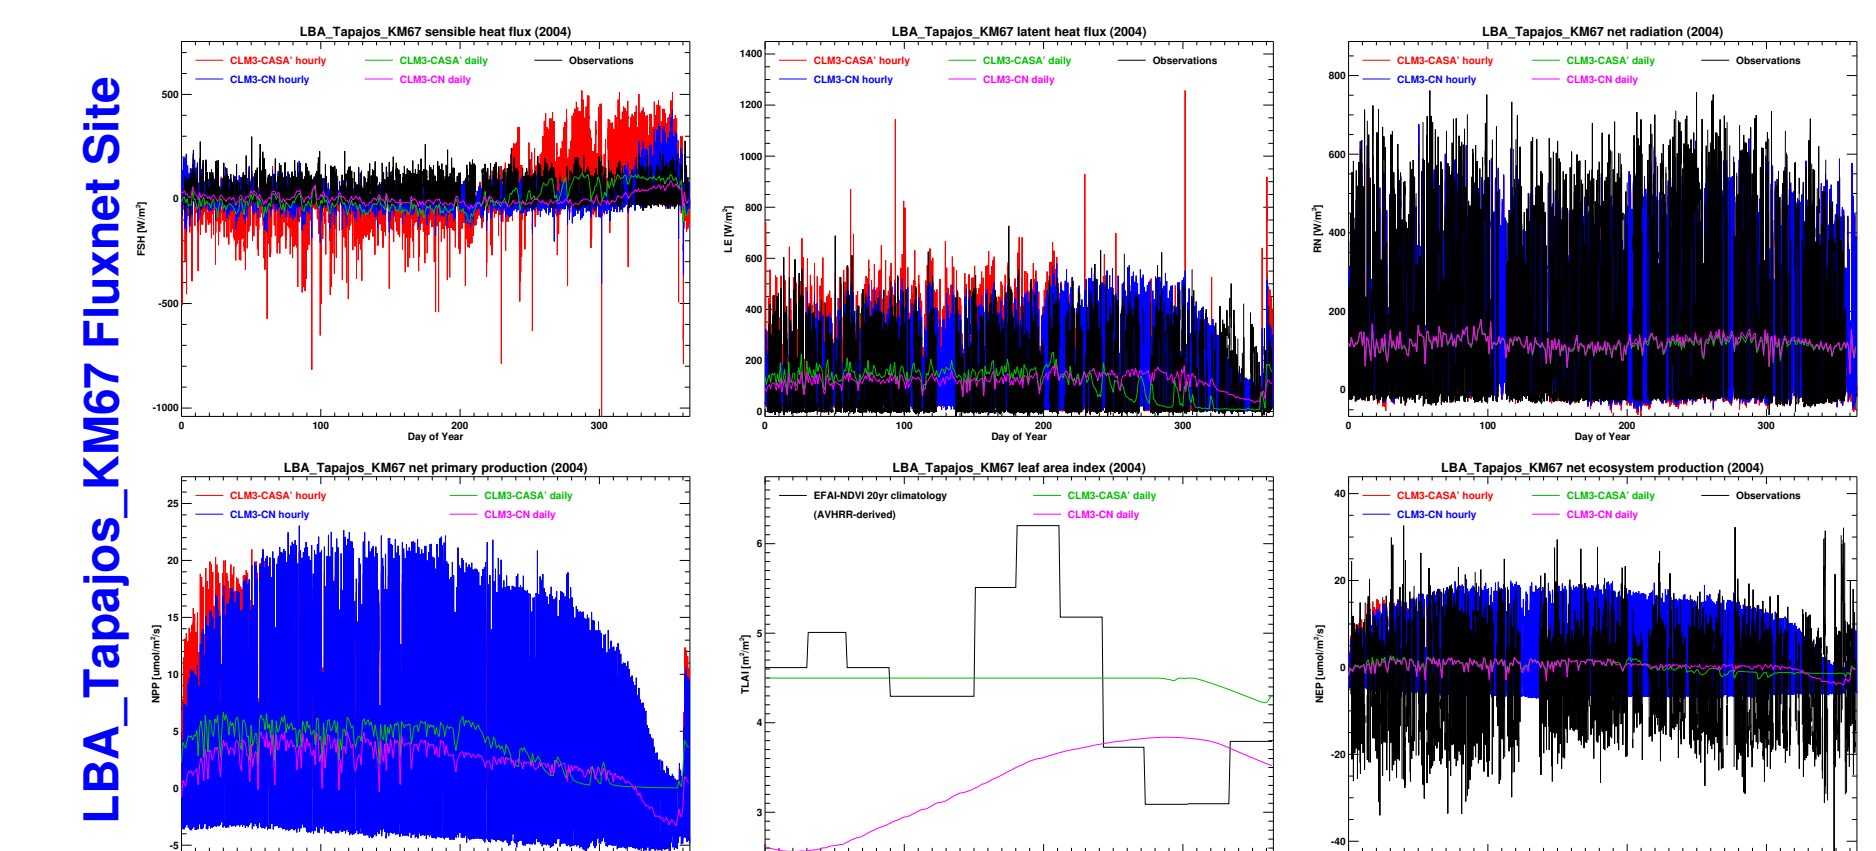 LBA_Tapajos_KM67 Fluxnet Site
LBA_Tapajos_KM67 sensible heat flux (2004)
CLM3-CASA' hourly
CLM3-CASA' daily
Observations
CLM3-CN hourly
CLM3-CN daily
FSH [W/m²]
500
0
-500
-1000
0 100 200 300
Day of Year
LBA_Tapajos_KM67 latent heat flux (2004)
CLM3-CASA' hourly
CLM3-CASA' daily
Observations
CLM3-CN hourly
CLM3-CN daily
LE [W/m²]
1400
1200
1000
800
600
400
200
0
0 100 200 300
Day of Year
LBA_Tapajos_KM67 net radiation (2004)
CLM3-CASA' hourly
CLM3-CASA' daily
Observations
CLM3-CN hourly
CLM3-CN daily
RN [W/m²]
800
600
400
200
0
0 100 200 300
Day of Year
LBA_Tapajos_KM67 net primary production (2004)
CLM3-CASA' hourly
CLM3-CASA' daily
CLM3-CN hourly
CLM3-CN daily
NPP [umol/m²/s]
25
20
15
10
5
0
-5
LBA_Tapajos_KM67 leaf area index (2004)
EFAI-NDVI 20yr climatology
CLM3-CASA' daily
(AVHRR-derived)
CLM3-CN daily
TLAI [m²/m²]
6
5
4
3
LBA_Tapajos_KM67 net ecosystem production (2004)
CLM3-CASA' hourly
CLM3-CASA' daily
Observations
CLM3-CN hourly
CLM3-CN daily
NEP [umol/m²/s]
40
20
0
-20
-40